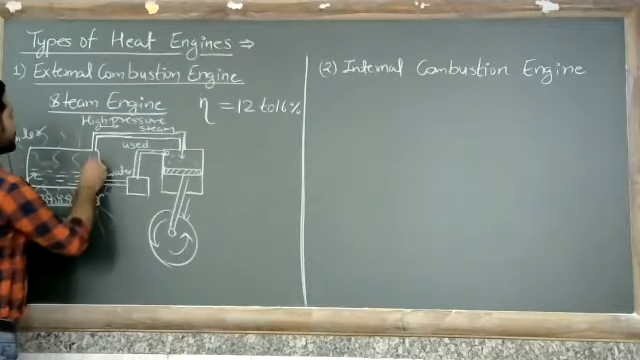 Types of Heat Engines ⇒
1) External Combustion Engine
Steam Engine
η = 12 to 16%
High pressure
steam
used
(2) Internal Combustion Engine